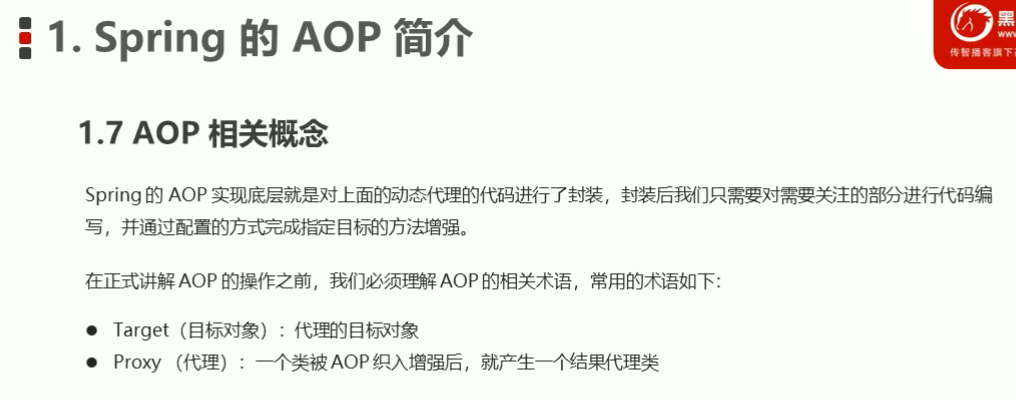 1. Spring 的 AOP 简介
黑
www
传智播客旗下
1.7 AOP 相关概念
Spring 的 AOP 实现底层就是对上面的动态代理的代码进行了封装，封装后我们只需要对需要关注的部分进行代码编
写，并通过配置的方式完成指定目标的方法增强。
在正式讲解 AOP 的操作之前，我们必须理解 AOP 的相关术语，常用的术语如下：
● Target（目标对象）：代理的目标对象
● Proxy （代理）：一个类被 AOP 织入增强后，就产生一个结果代理类